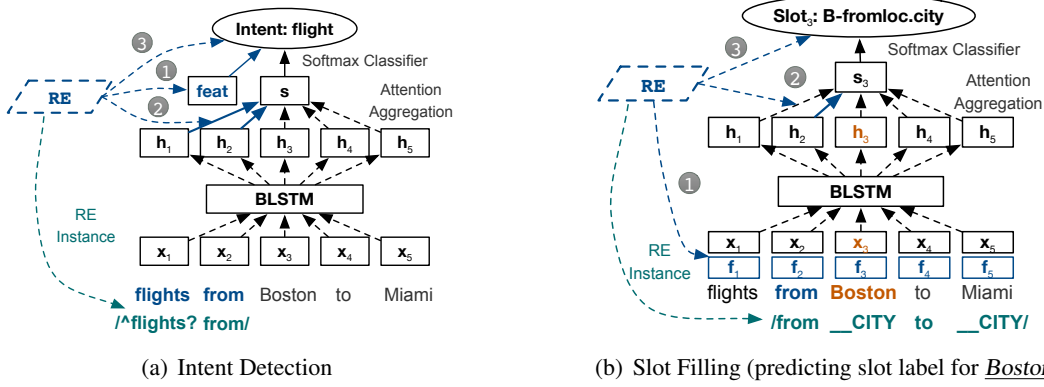 Intent: flight
3
Softmax Classifier
1
RE
feat
s
2
Attention
Aggregation
h1 h2 h3 h4 h5
BLSTM
RE
Instance
x1 x2 x3 x4 x5
flights from Boston to Miami
/^flights? from/
(a) Intent Detection
Slot3: B-fromloc.city
3
Softmax Classifier
RE
2
s3
Attention
Aggregation
h1 h2 h3 h4 h5
1
BLSTM
x1 x2 x3 x4 x5
RE
Instance
f1 f2 f3 f4 f5
flights from Boston to Miami
/from __CITY to __CITY/
(b) Slot Filling (predicting slot label for Bosto